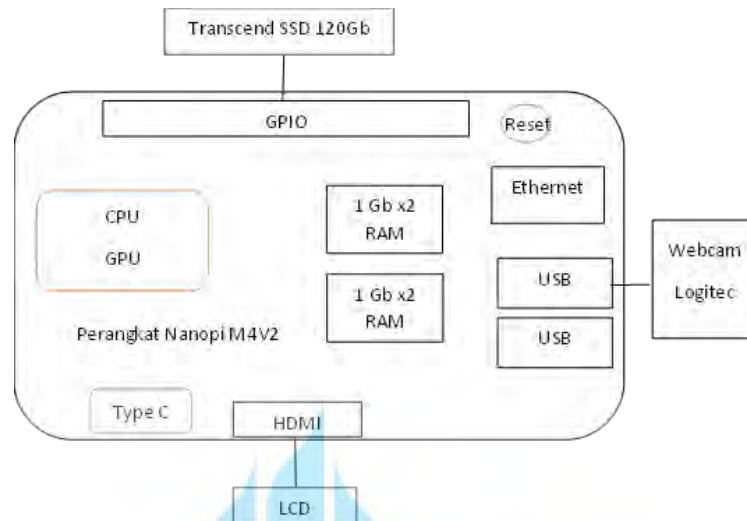 Transcend SSD 120Gb
GPIO
Reset
Ethernet
CPU
GPU
1 Gb x2
RAM
1 Gb x2
RAM
USB
USB
Webcam
Logitec
Perangkat Nanopi M4V2
Type C
HDMI
LCD